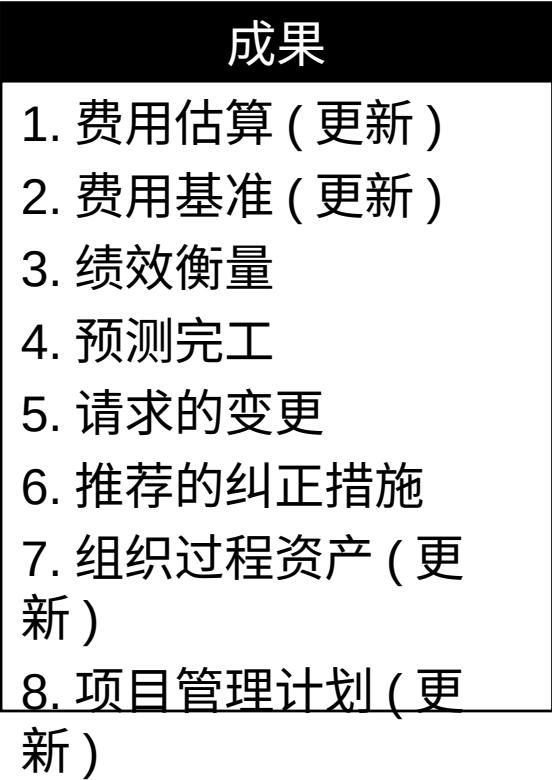 成果
1. 费用估算 ( 更新 )
2. 费用基准 ( 更新 )
3. 绩效衡量
4. 预测完工
5. 请求的变更
6. 推荐的纠正措施
7. 组织过程资产 ( 更
新 )
8. 项目管理计划 ( 更
新 )